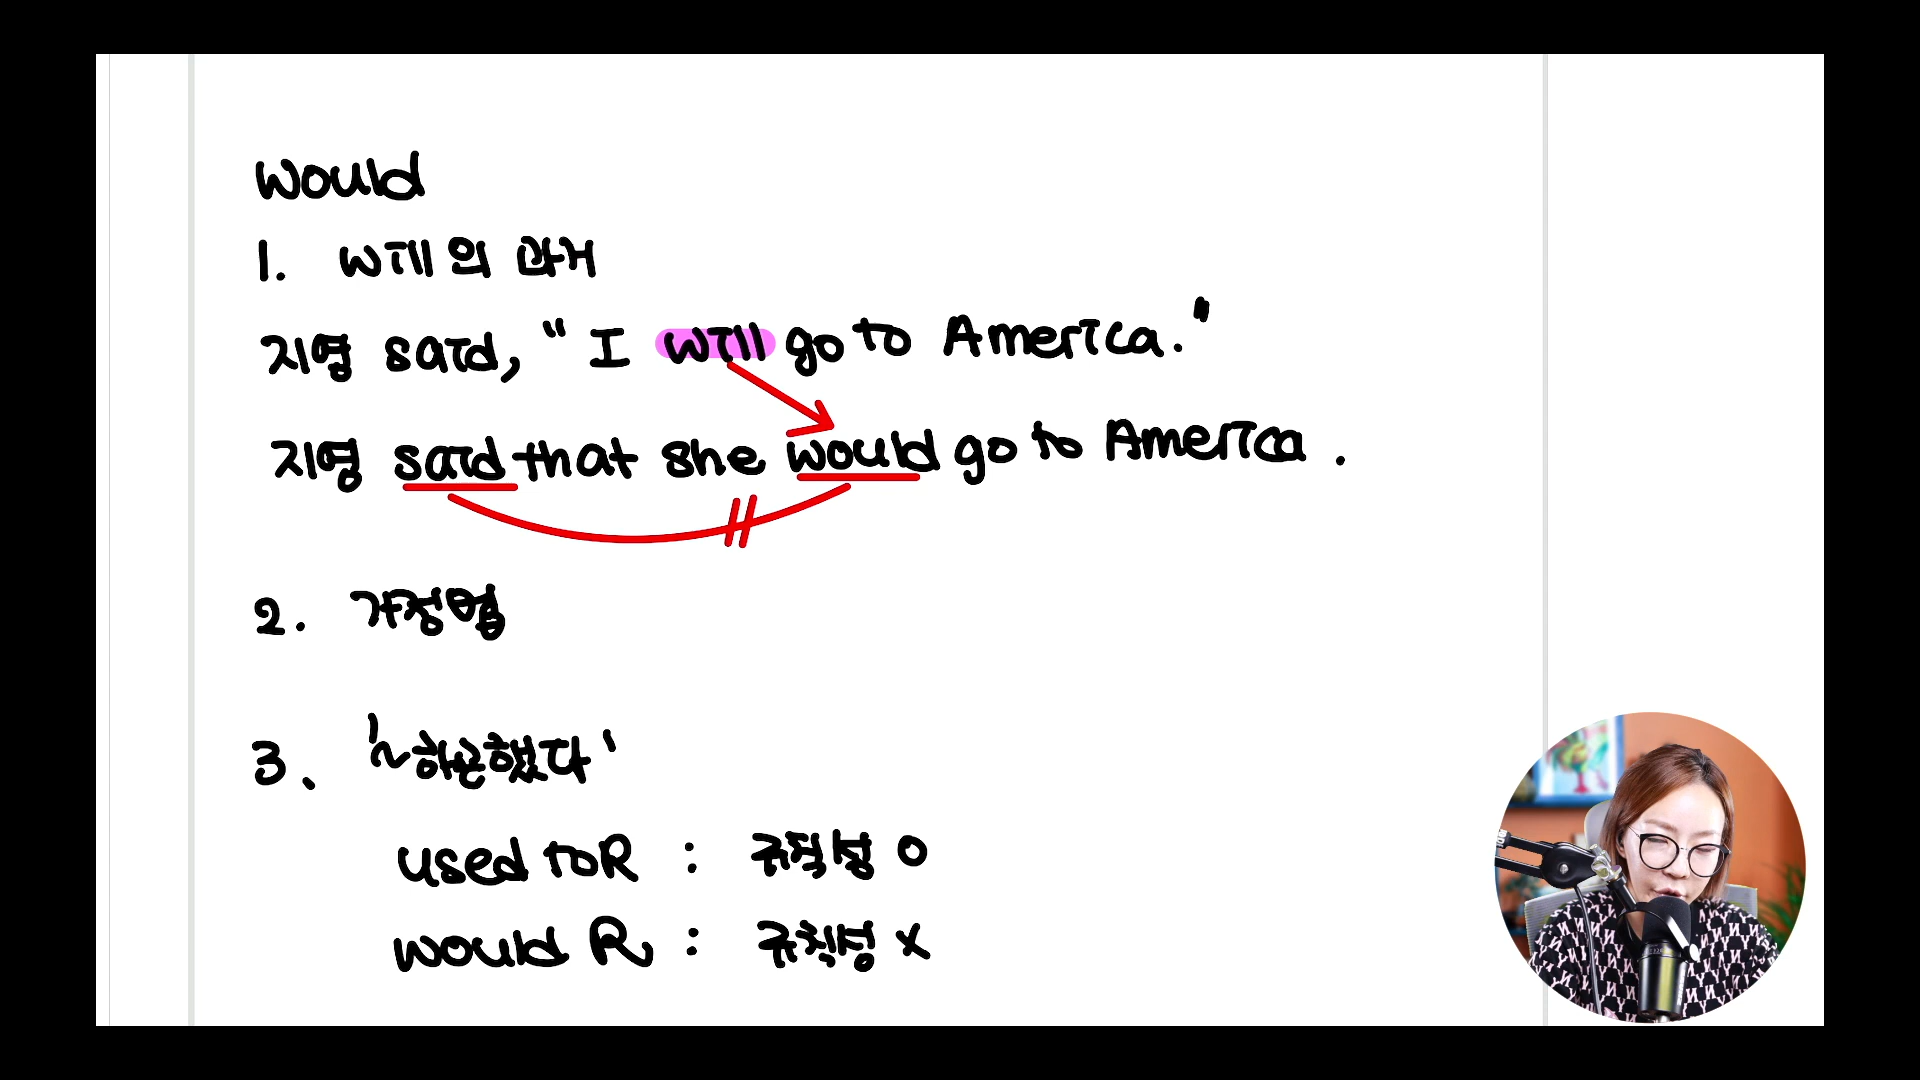 would
1. will의 과거
지영 said, "I will go to America."
지영 said that she would go to America.
2. 가정법
3. '~하곤했다'
used to R : 규칙성 O
would R : 규칙성 X